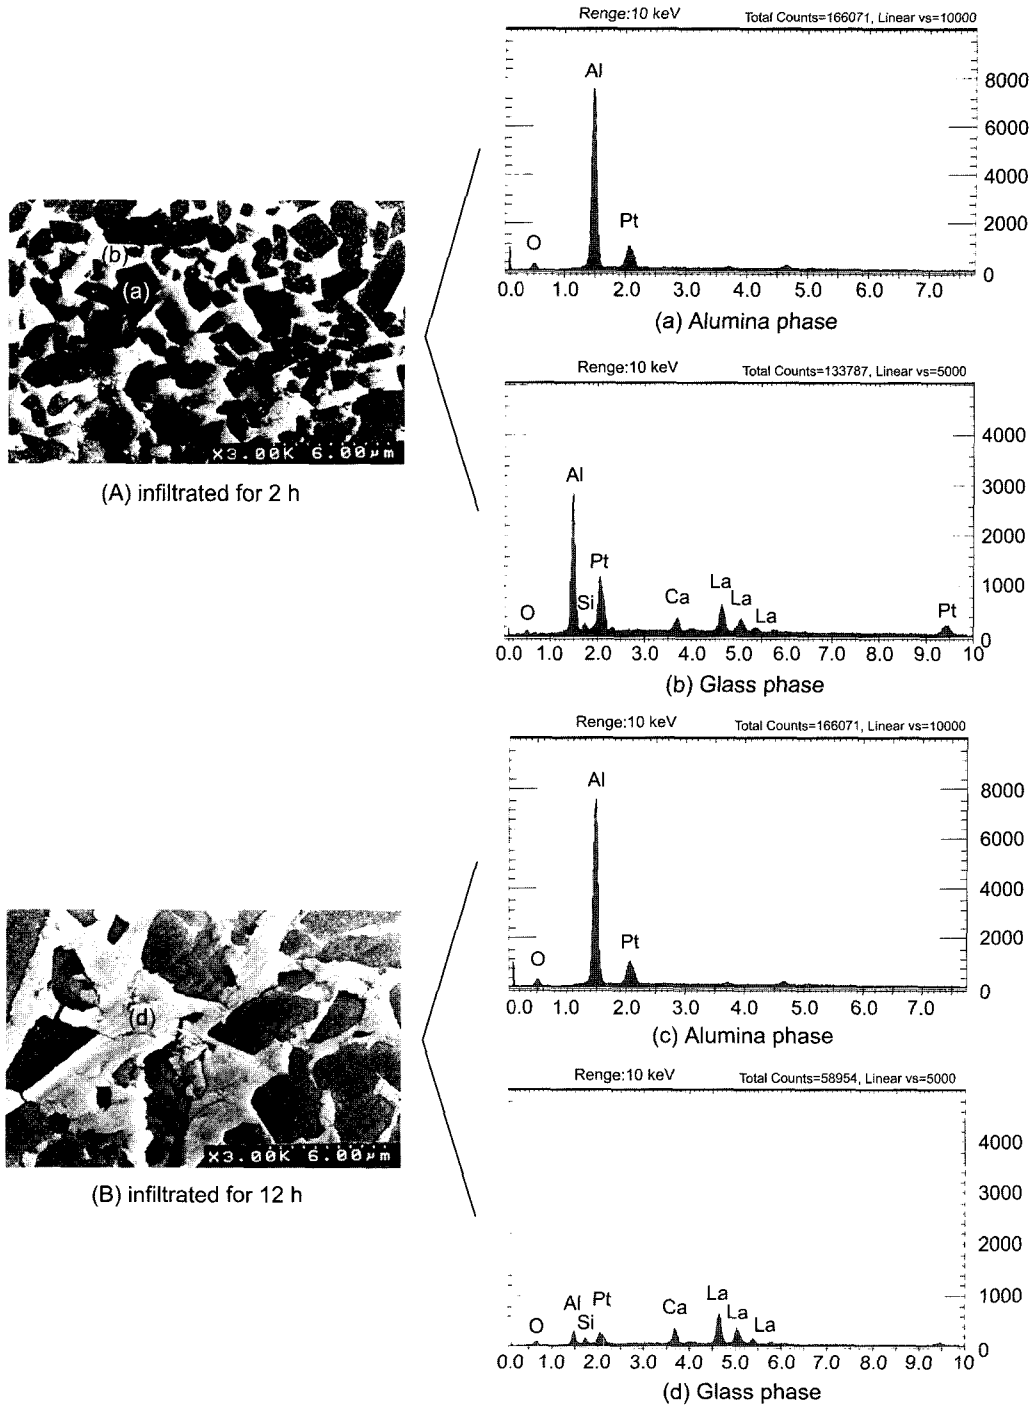 Renge:10 keV Total Counts=166071, Linear vs=10000
Al
Pt
O
8000
6000
4000
2000
0
0.0 1.0 2.0 3.0 4.0 5.0 6.0 7.0
(a) Alumina phase
(b)
(a)
X3.00K 6.00µm
(A) infiltrated for 2 h
Renge:10 keV Total Counts=133787, Linear vs=5000
4000
3000
2000
1000
0
Al
Pt
Si
O
Ca
La
La
La
Pt
0.0 1.0 2.0 3.0 4.0 5.0 6.0 7.0 8.0 9.0 10
(b) Glass phase
Renge:10 keV Total Counts=166071, Linear vs=10000
Al
Pt
O
8000
6000
4000
2000
0
0.0 1.0 2.0 3.0 4.0 5.0 6.0 7.0
(c) Alumina phase
(d)
X3.00K 6.00µm
(B) infiltrated for 12 h
Renge:10 keV Total Counts=58954, Linear vs=5000
4000
3000
2000
1000
0
Al
Pt
Si
O
Ca
La
La
La
0.0 1.0 2.0 3.0 4.0 5.0 6.0 7.0 8.0 9.0 10
(d) Glass phase